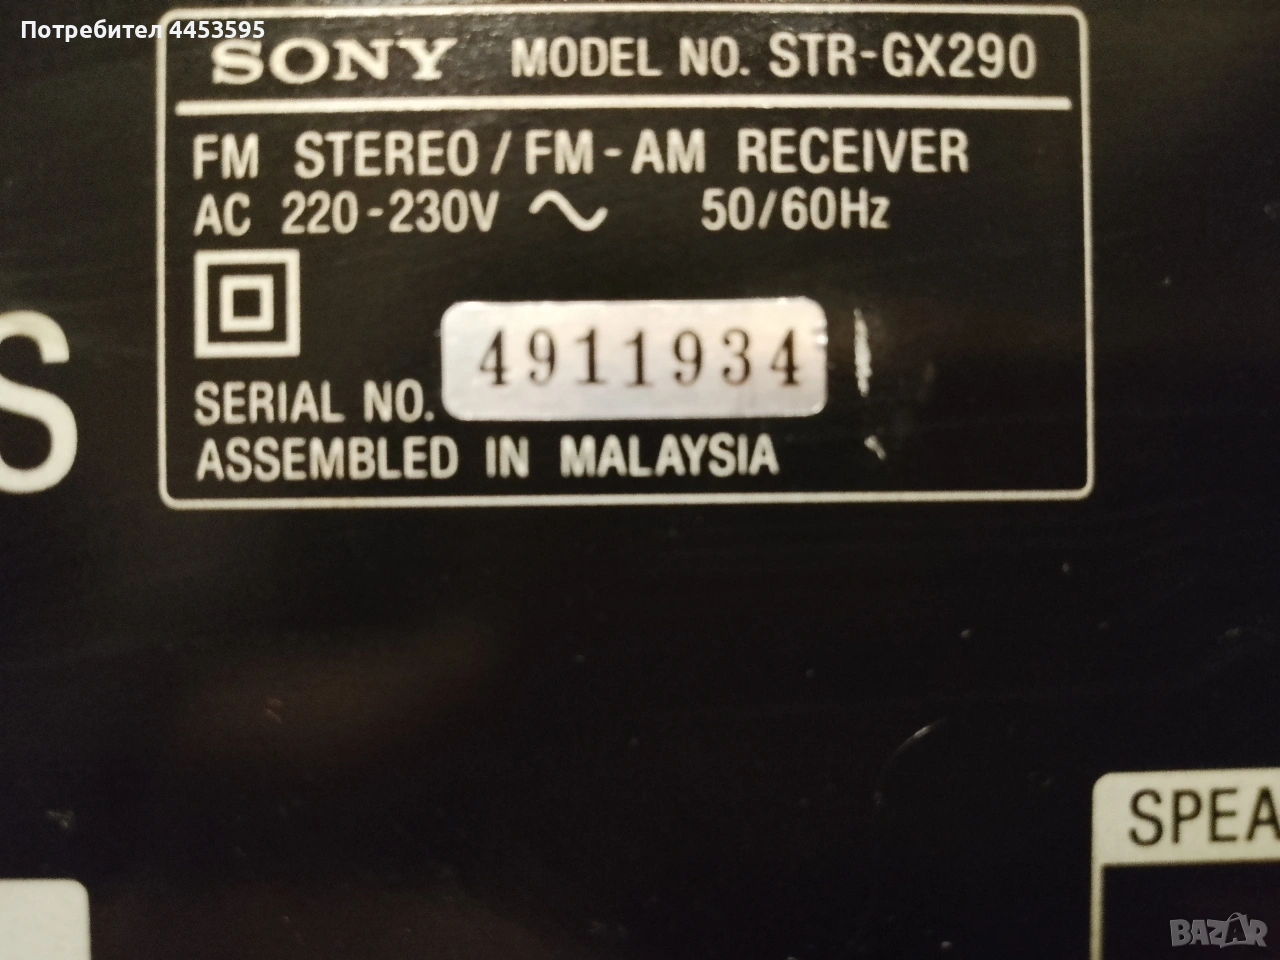 Потребител 4453595
SONY MODEL NO. STR-GX290
FM STEREO / FM-AM RECEIVER
AC 220-230V 50/60Hz
SERIAL NO. 4911934
ASSEMBLED IN MALAYSIA
S
SPEA
BAZAR